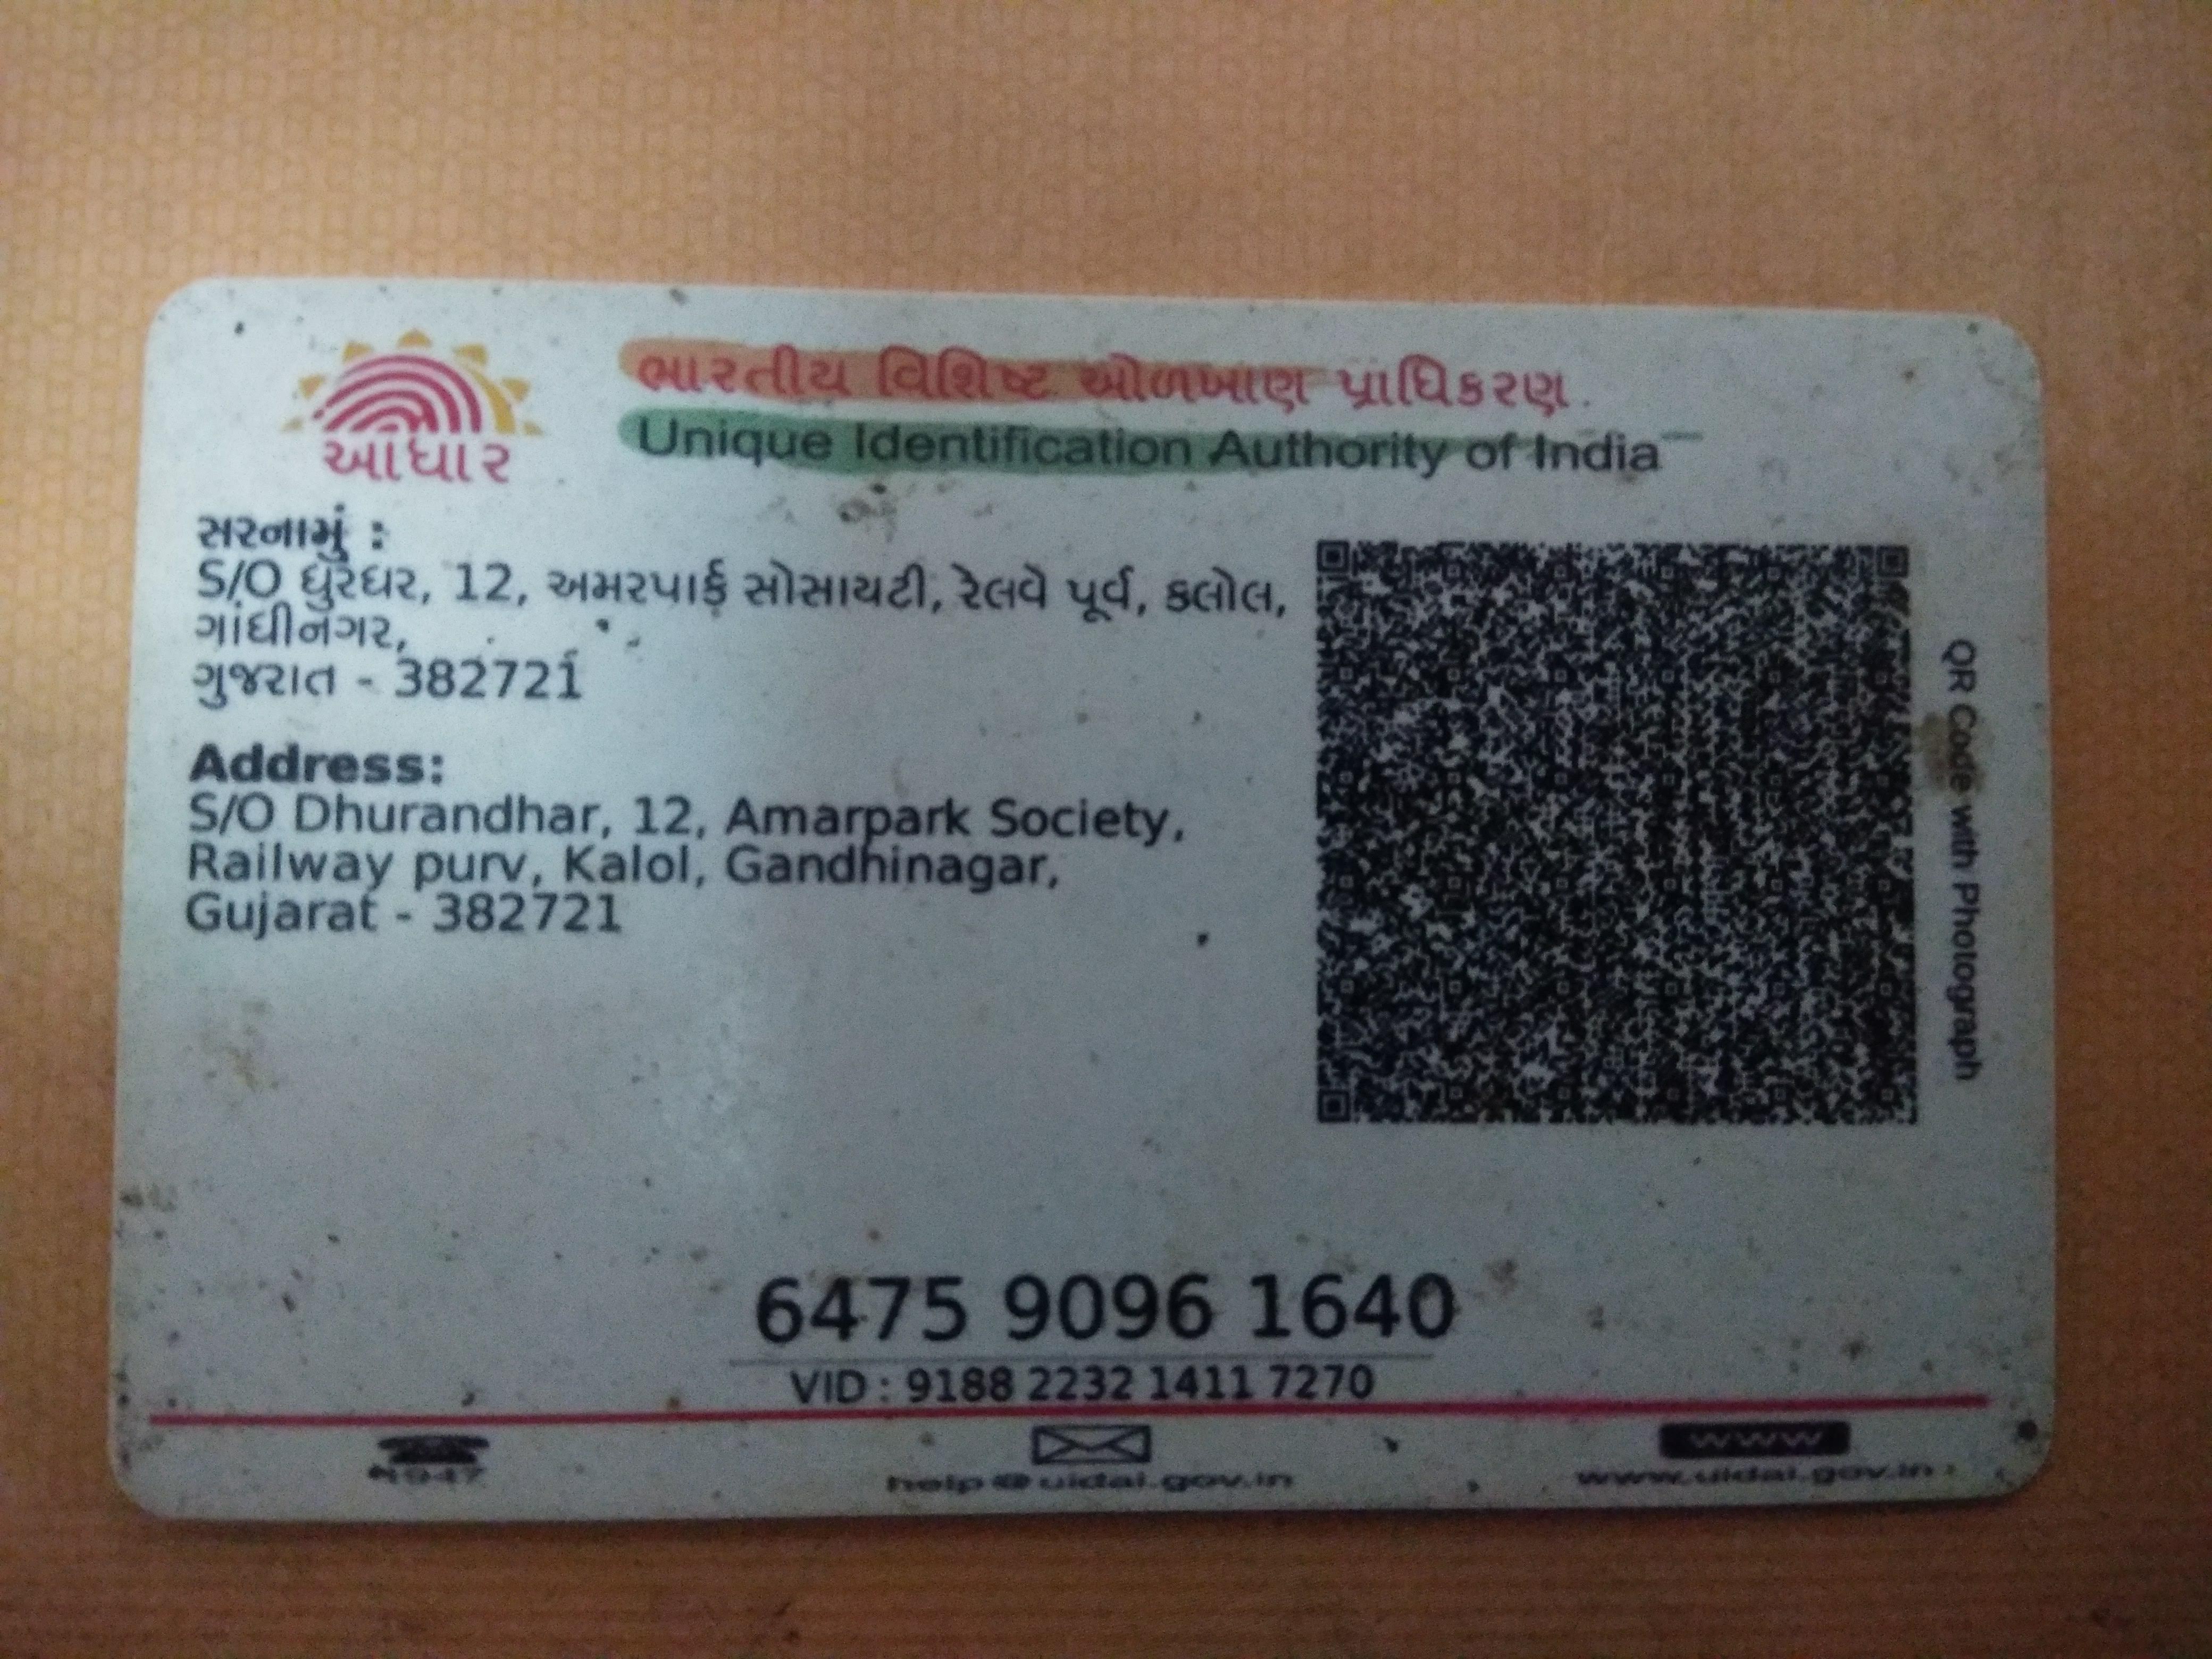 આધાર
ભારતીય વિશિષ્ટ ઓળખાણ પ્રાધિકરણ
Unique Identification Authority of India
સરનામું :
S/O ધુરંધર, 12, અમરપાર્ક સોસાયટી, રેલવે પૂર્વ, કલોલ,
ગાંધીનગર,
ગુજરાત - 382721
Address:
S/O Dhurandhar, 12, Amarpark Society,
Railway purv, Kalol, Gandhinagar,
Gujarat - 382721
QR Code with Photograph
6475 9096 1640
VID : 9188 2232 1411 7270
1947
help@uidai.gov.in
www
www.uidai.gov.in